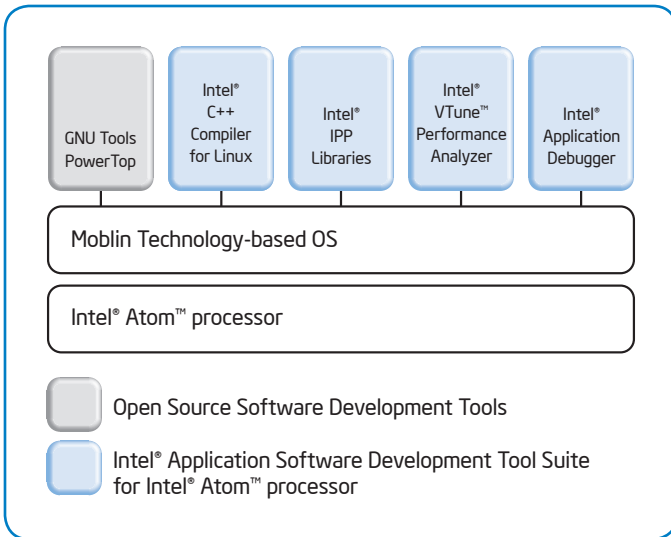 GNU Tools
PowerTop
Intel®
C++
Compiler
for Linux
Intel®
IPP
Libraries
Intel®
VTune™
Performance
Analyzer
Intel®
Application
Debugger
Moblin Technology-based OS
Intel® Atom™ processor
Open Source Software Development Tools
Intel® Application Software Development Tool Suite
for Intel® Atom™ processor